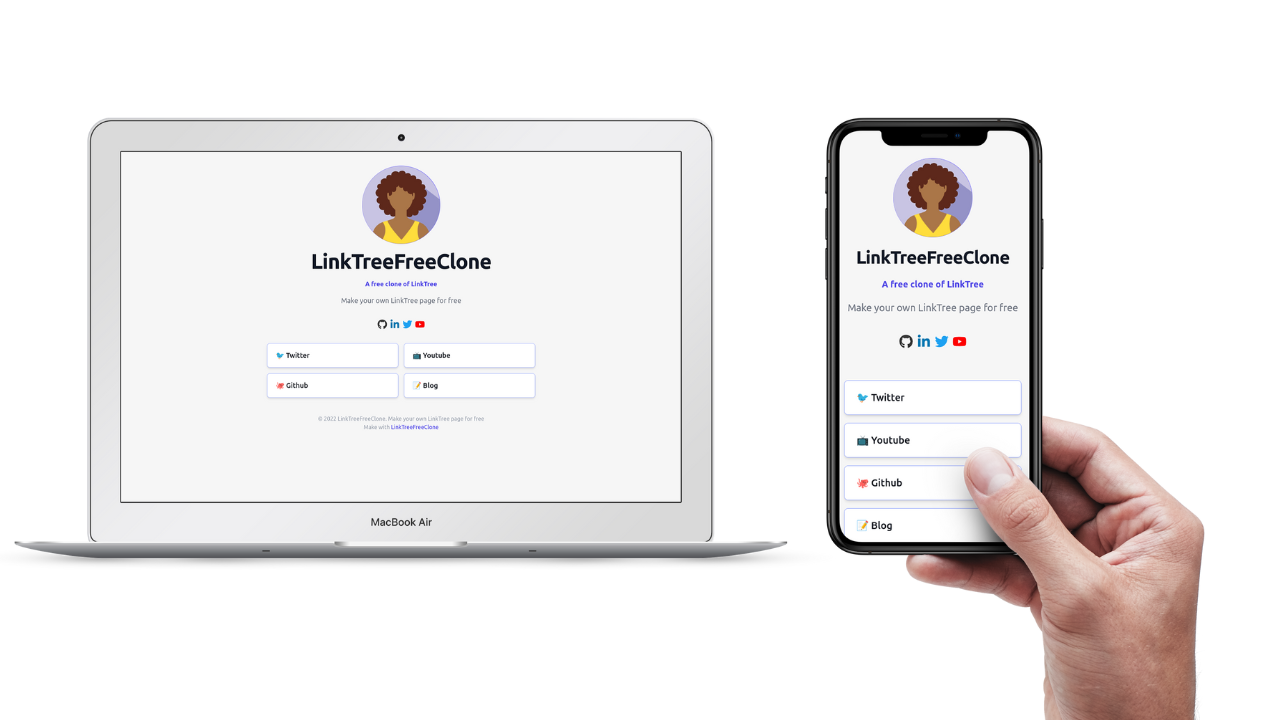 LinkTreeFreeClone
A free clone of LinkTree
Make your own LinkTree page for free
Twitter
Youtube
Github
Blog
© 2022 LinkTreeFreeClone. Make your own LinkTree page for free
Make with LinkTreeFreeClone
MacBook Air
LinkTreeFreeClone
A free clone of LinkTree
Make your own LinkTree page for free
Twitter
Youtube
Github
Blog